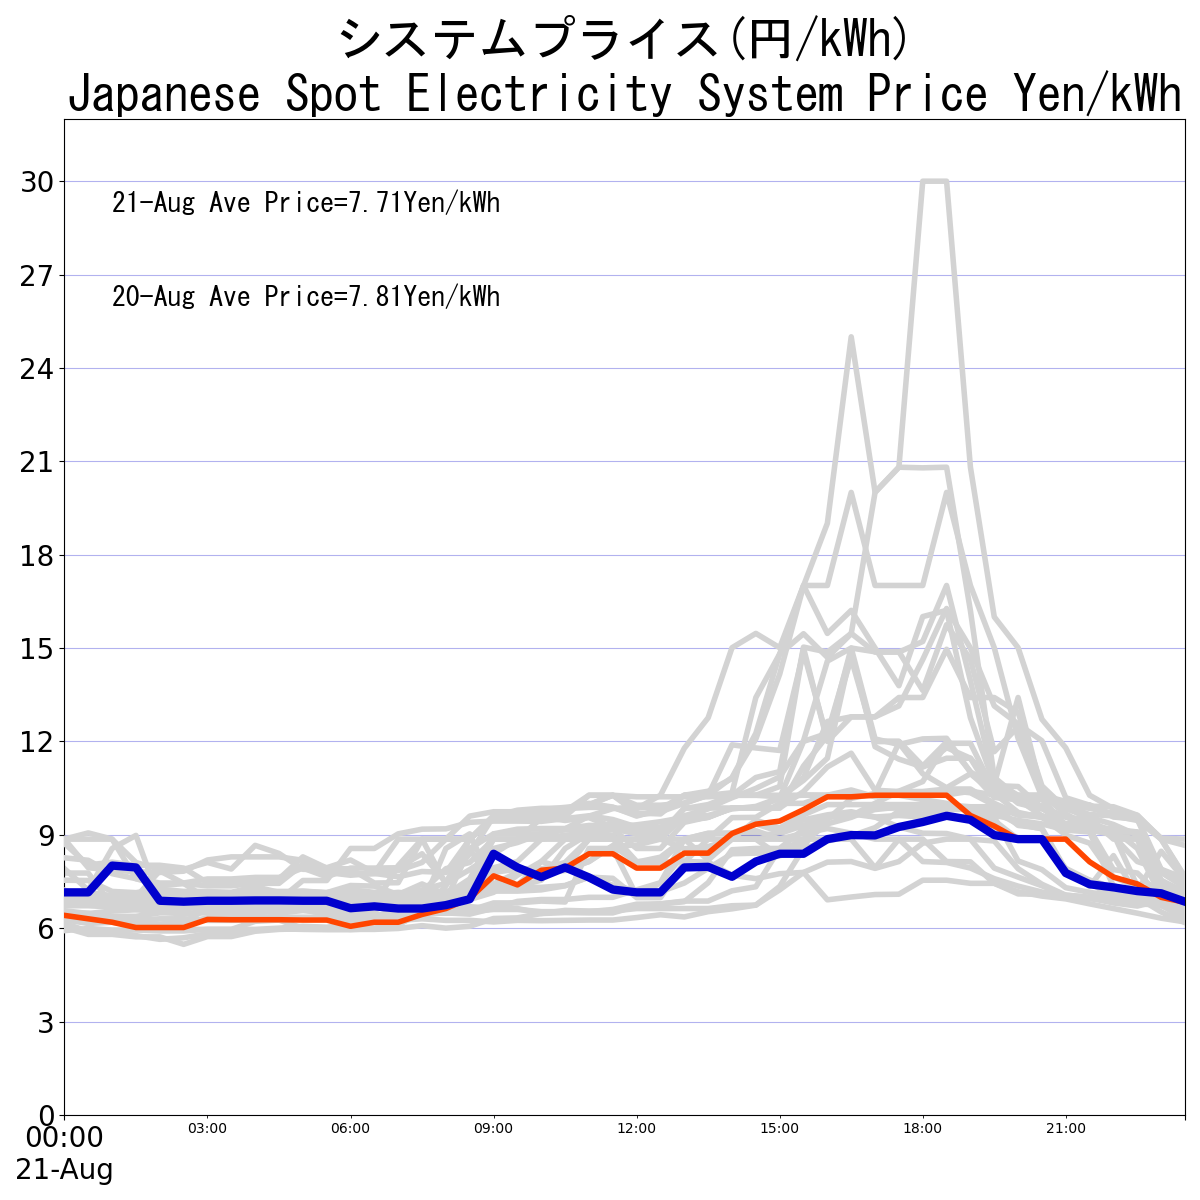 システムプライス(円/kWh)
Japanese Spot Electricity System Price Yen/kWh
30
21-Aug Ave Price=7.71Yen/kWh
27
20-Aug Ave Price=7.81Yen/kWh
24
21
18
15
12
9
6
3
0
00:00 03:00 06:00 09:00 12:00 15:00 18:00 21:00
21-Aug